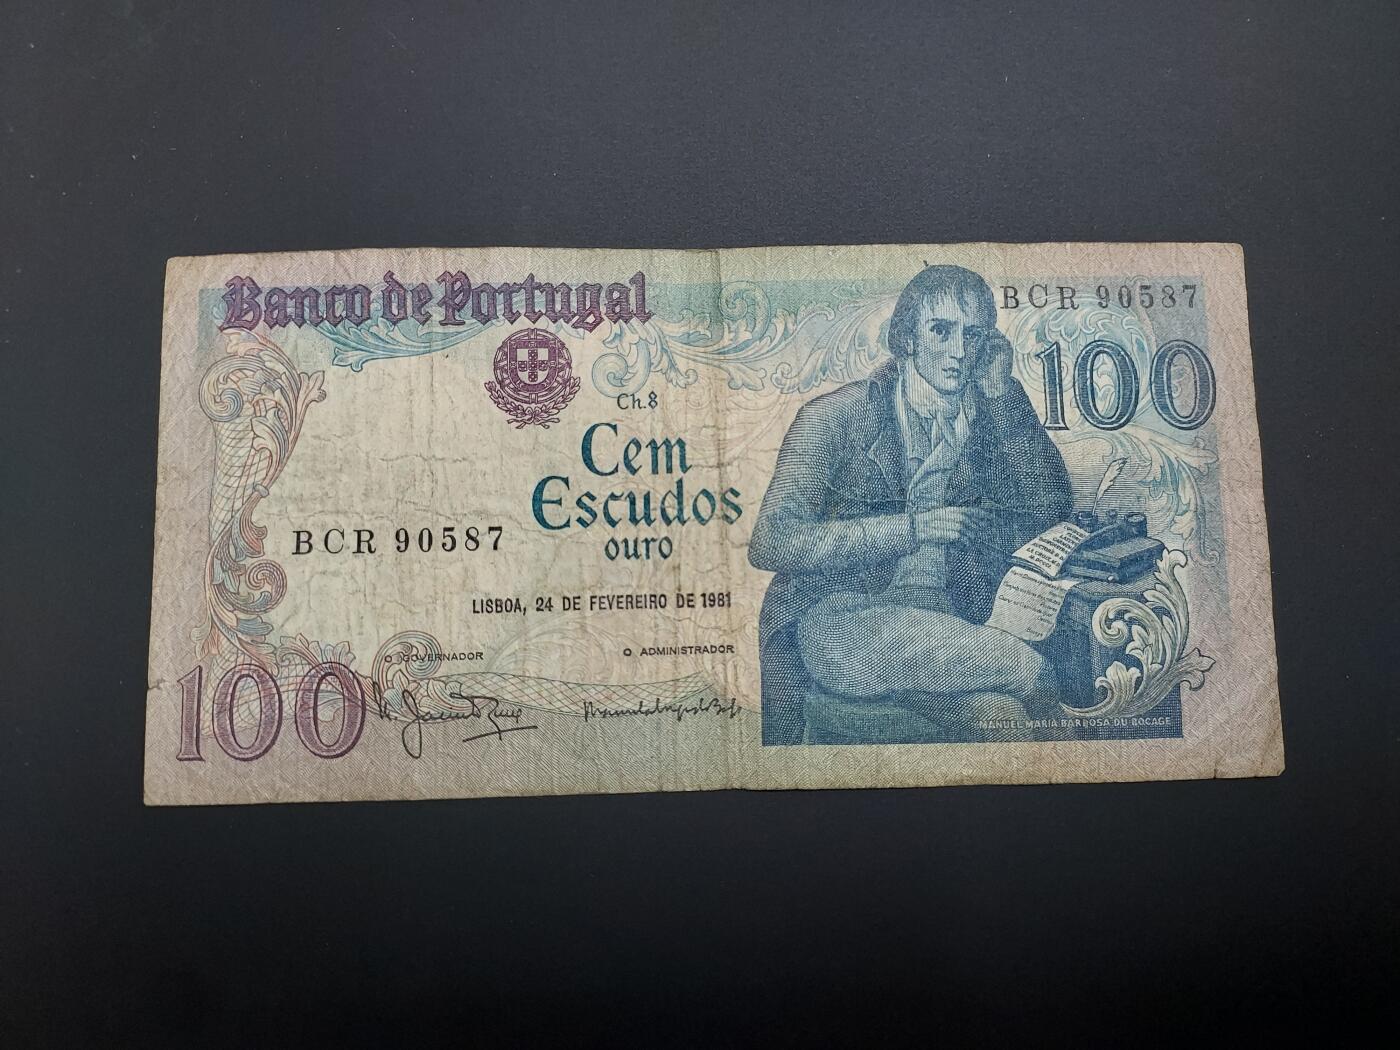 Banco de Portugal
BCR 90587
100
Ch.8
Cem
Escudos
ouro
BCR 90587
LISBOA, 24 DE FEVEREIRO DE 1981
O GOVERNADOR
O ADMINISTRADOR
100
MANUEL MARIA BARBOSA DU BOCAGE